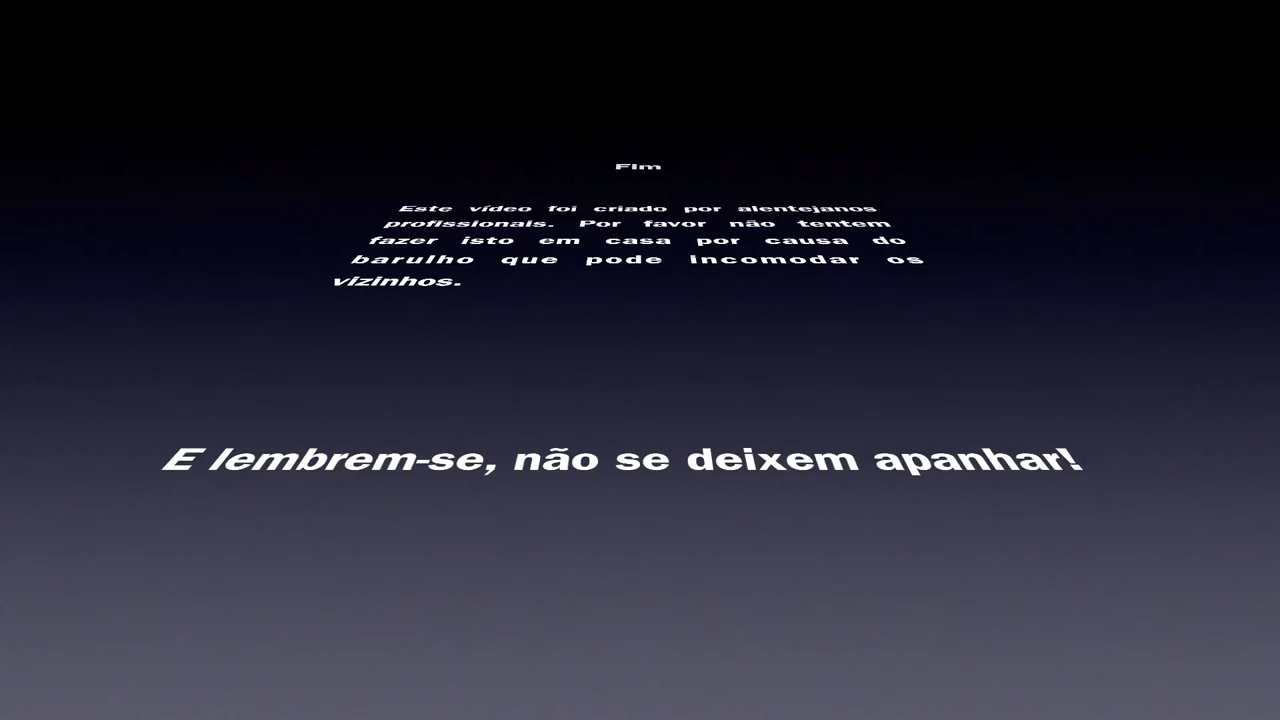 Fim
Este vídeo foi criado por alentejanos
profissionais. Por favor não tentem
fazer isto em casa por causa do
barulho que pode incomodar os
vizinhos.
E lembrem-se, não se deixem apanhar!